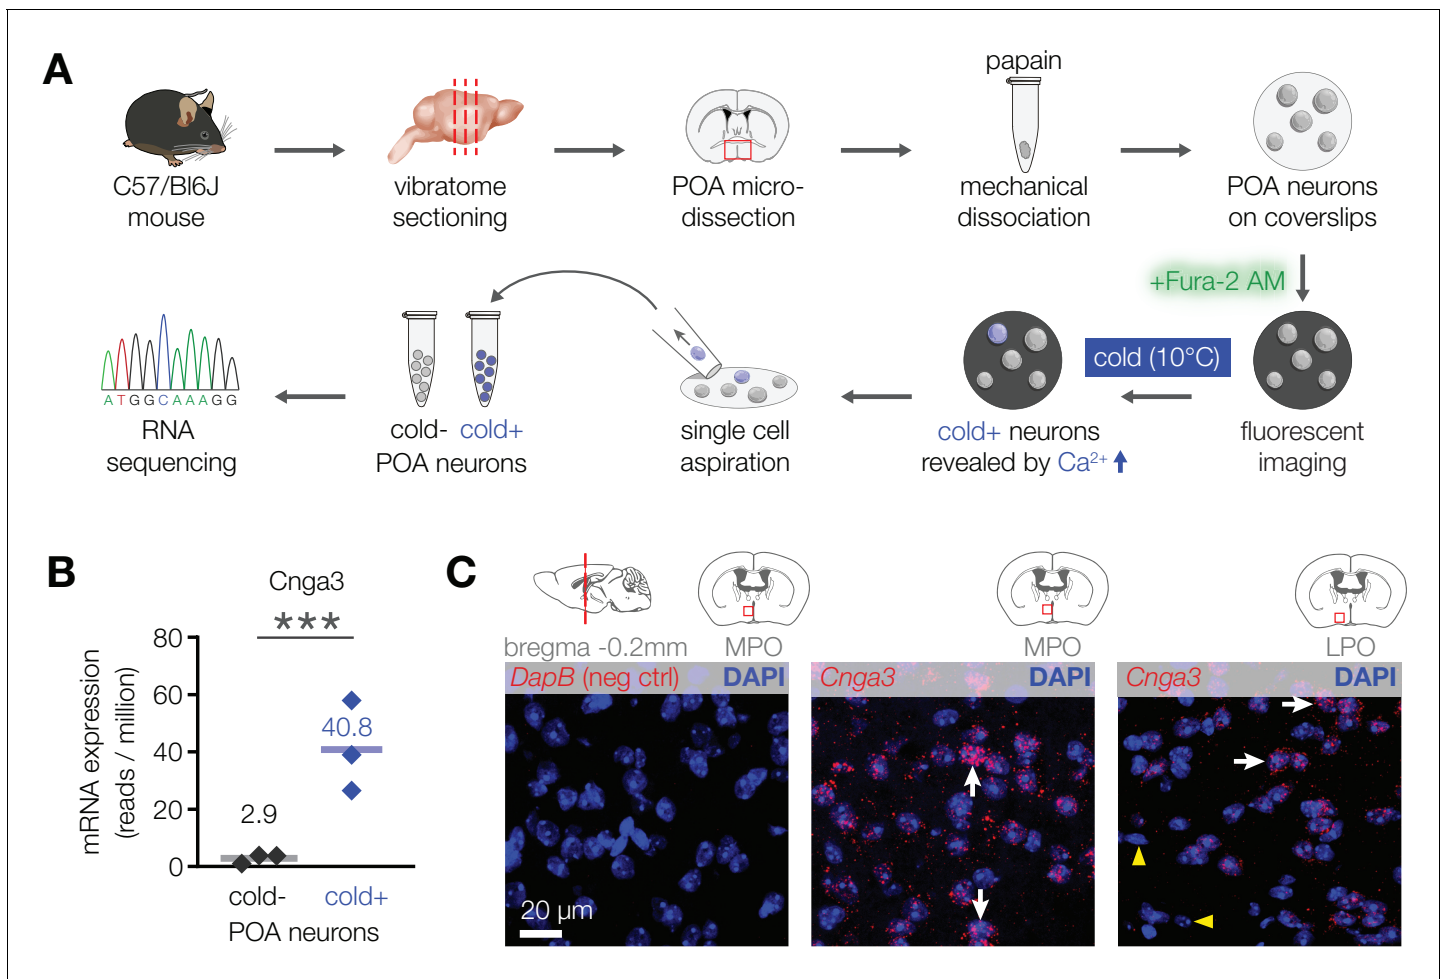 A
papain
C57/Bl6J
mouse
vibratome
sectioning
POA micro-
dissection
mechanical
dissociation
POA neurons
on coverslips
+Fura-2 AM
cold (10°C)
ATGGCAAAGG
RNA
sequencing
cold- cold+
POA neurons
single cell
aspiration
cold+ neurons
revealed by Ca²⁺
fluorescent
imaging
B
Cnga3
***
mRNA expression
(reads / million)
80
60
40
20
0
2.9
40.8
cold- cold+
POA neurons
C
bregma -0.2mm
MPO
MPO
LPO
DapB (neg ctrl) DAPI
Cnga3 DAPI
Cnga3 DAPI
20 µm